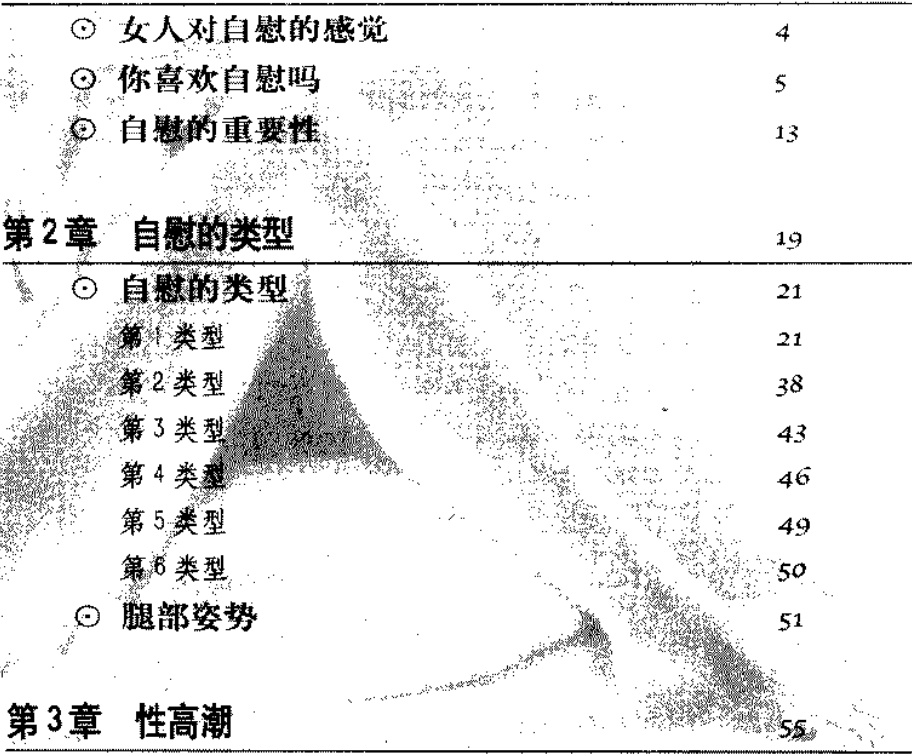 ⊙ 女人对自慰的感觉 4
⊙ 你喜欢自慰吗 5
⊙ 自慰的重要性 13
第2章 自慰的类型 19
⊙ 自慰的类型 21
第1类型 21
第2类型 38
第3类型 43
第4类型 46
第5类型 49
第6类型 50
⊙ 腿部姿势 51
第3章 性高潮 55